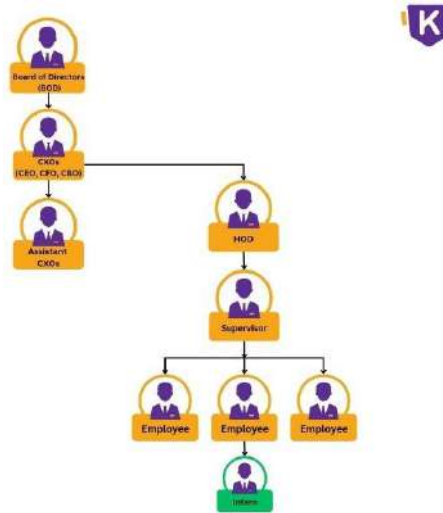 K
Board of Directors
(BOD)
CXOs
(CEO, CFO, CBO)
Assistant
CXOs
HOD
Supervisor
Employee
Employee
Employee
Intern